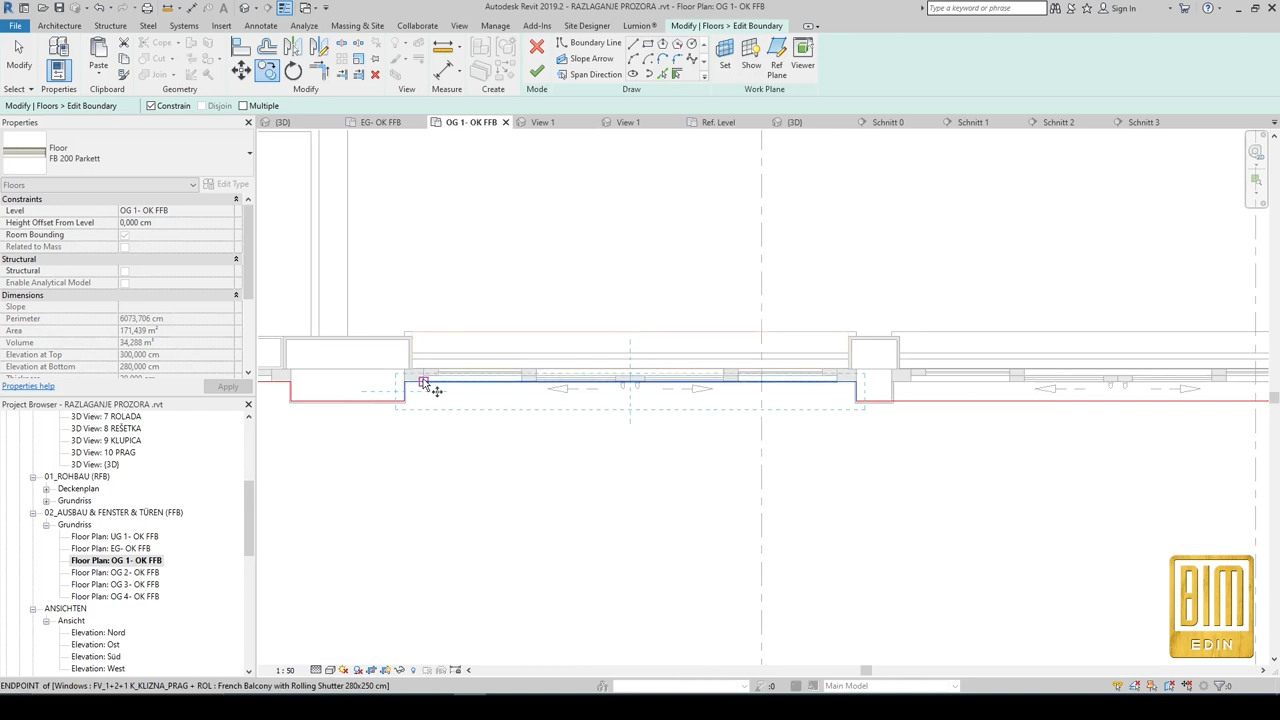 Autodesk Revit 2019.2 - RAZLAGANJE PROZORA .rvt - Floor Plan: OG 1- OK FFB
Enter a keyword or phrase
Sign In
File Architecture Structure Steel Systems Insert Annotate Analyze Massing & Site Collaborate View Manage Add-Ins Site Designer Lumion® Modify | Floors > Edit Boundary
Modify Paste Cope Cut Join Boundary Line Slope Arrow Span Direction Set Show Ref Plane Viewer
Select Properties Clipboard Geometry Modify View Measure Create Mode Draw Work Plane
Modify | Floors > Edit Boundary Constrain Disjoin Multiple
Properties
{3D} EG- OK FFB OG 1- OK FFB View 1 View 1 Ref. Level {3D} Schnitt 0 Schnitt 1 Schnitt 2 Schnitt 3
Floor
FB 200 Parkett
Floors Edit Type
Constraints
Level OG 1- OK FFB
Height Offset From Level 0,000 cm
Room Bounding
Related to Mass
Structural
Structural
Enable Analytical Model
Dimensions
Slope
Perimeter 6073,706 cm
Area 171,439 m²
Volume 34,288 m³
Elevation at Top 300,000 cm
Elevation at Bottom 280,000 cm
Properties help Apply
Project Browser - RAZLAGANJE PROZORA .rvt
3D View: 7 ROLADA
3D View: 8 REŠETKA
3D View: 9 KLUPICA
3D View: 10 PRAG
3D View: {3D}
01_ROHBAU (RFB)
Deckenplan
Grundriss
02_AUSBAU & FENSTER & TÜREN (FFB)
Grundriss
Floor Plan: UG 1- OK FFB
Floor Plan: EG- OK FFB
Floor Plan: OG 1- OK FFB
Floor Plan: OG 2- OK FFB
Floor Plan: OG 3- OK FFB
Floor Plan: OG 4- OK FFB
ANSICHTEN
Ansicht
Elevation: Nord
Elevation: Ost
Elevation: Süd
Elevation: West
BIM
EDIN
1 : 50
ENDPOINT of [Windows : FV_1+2+1 K_KLIZNA_PRAG + ROL : French Balcony with Rolling Shutter 280x250 cm]
:0 Main Model :0